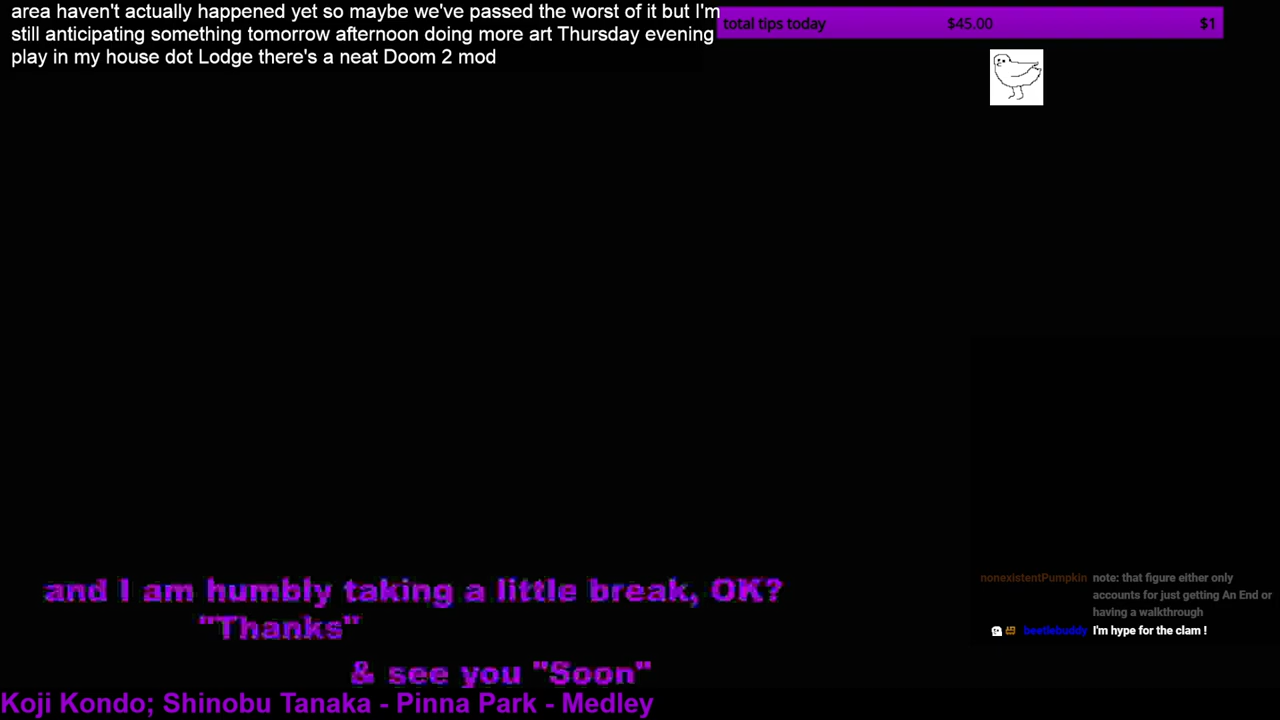 area haven't actually happened yet so maybe we've passed the worst of it but I'm
still anticipating something tomorrow afternoon doing more art Thursday evening
play in my house dot Lodge there's a neat Doom 2 mod
total tips today $45.00 $1
nonexistentPumpkin note: that figure either only
accounts for just getting An End or
having a walkthrough
beetlebuddy I'm hype for the clam !
and I am humbly taking a little break, OK?
"Thanks"
& see you "Soon"
Koji Kondo; Shinobu Tanaka - Pinna Park - Medley